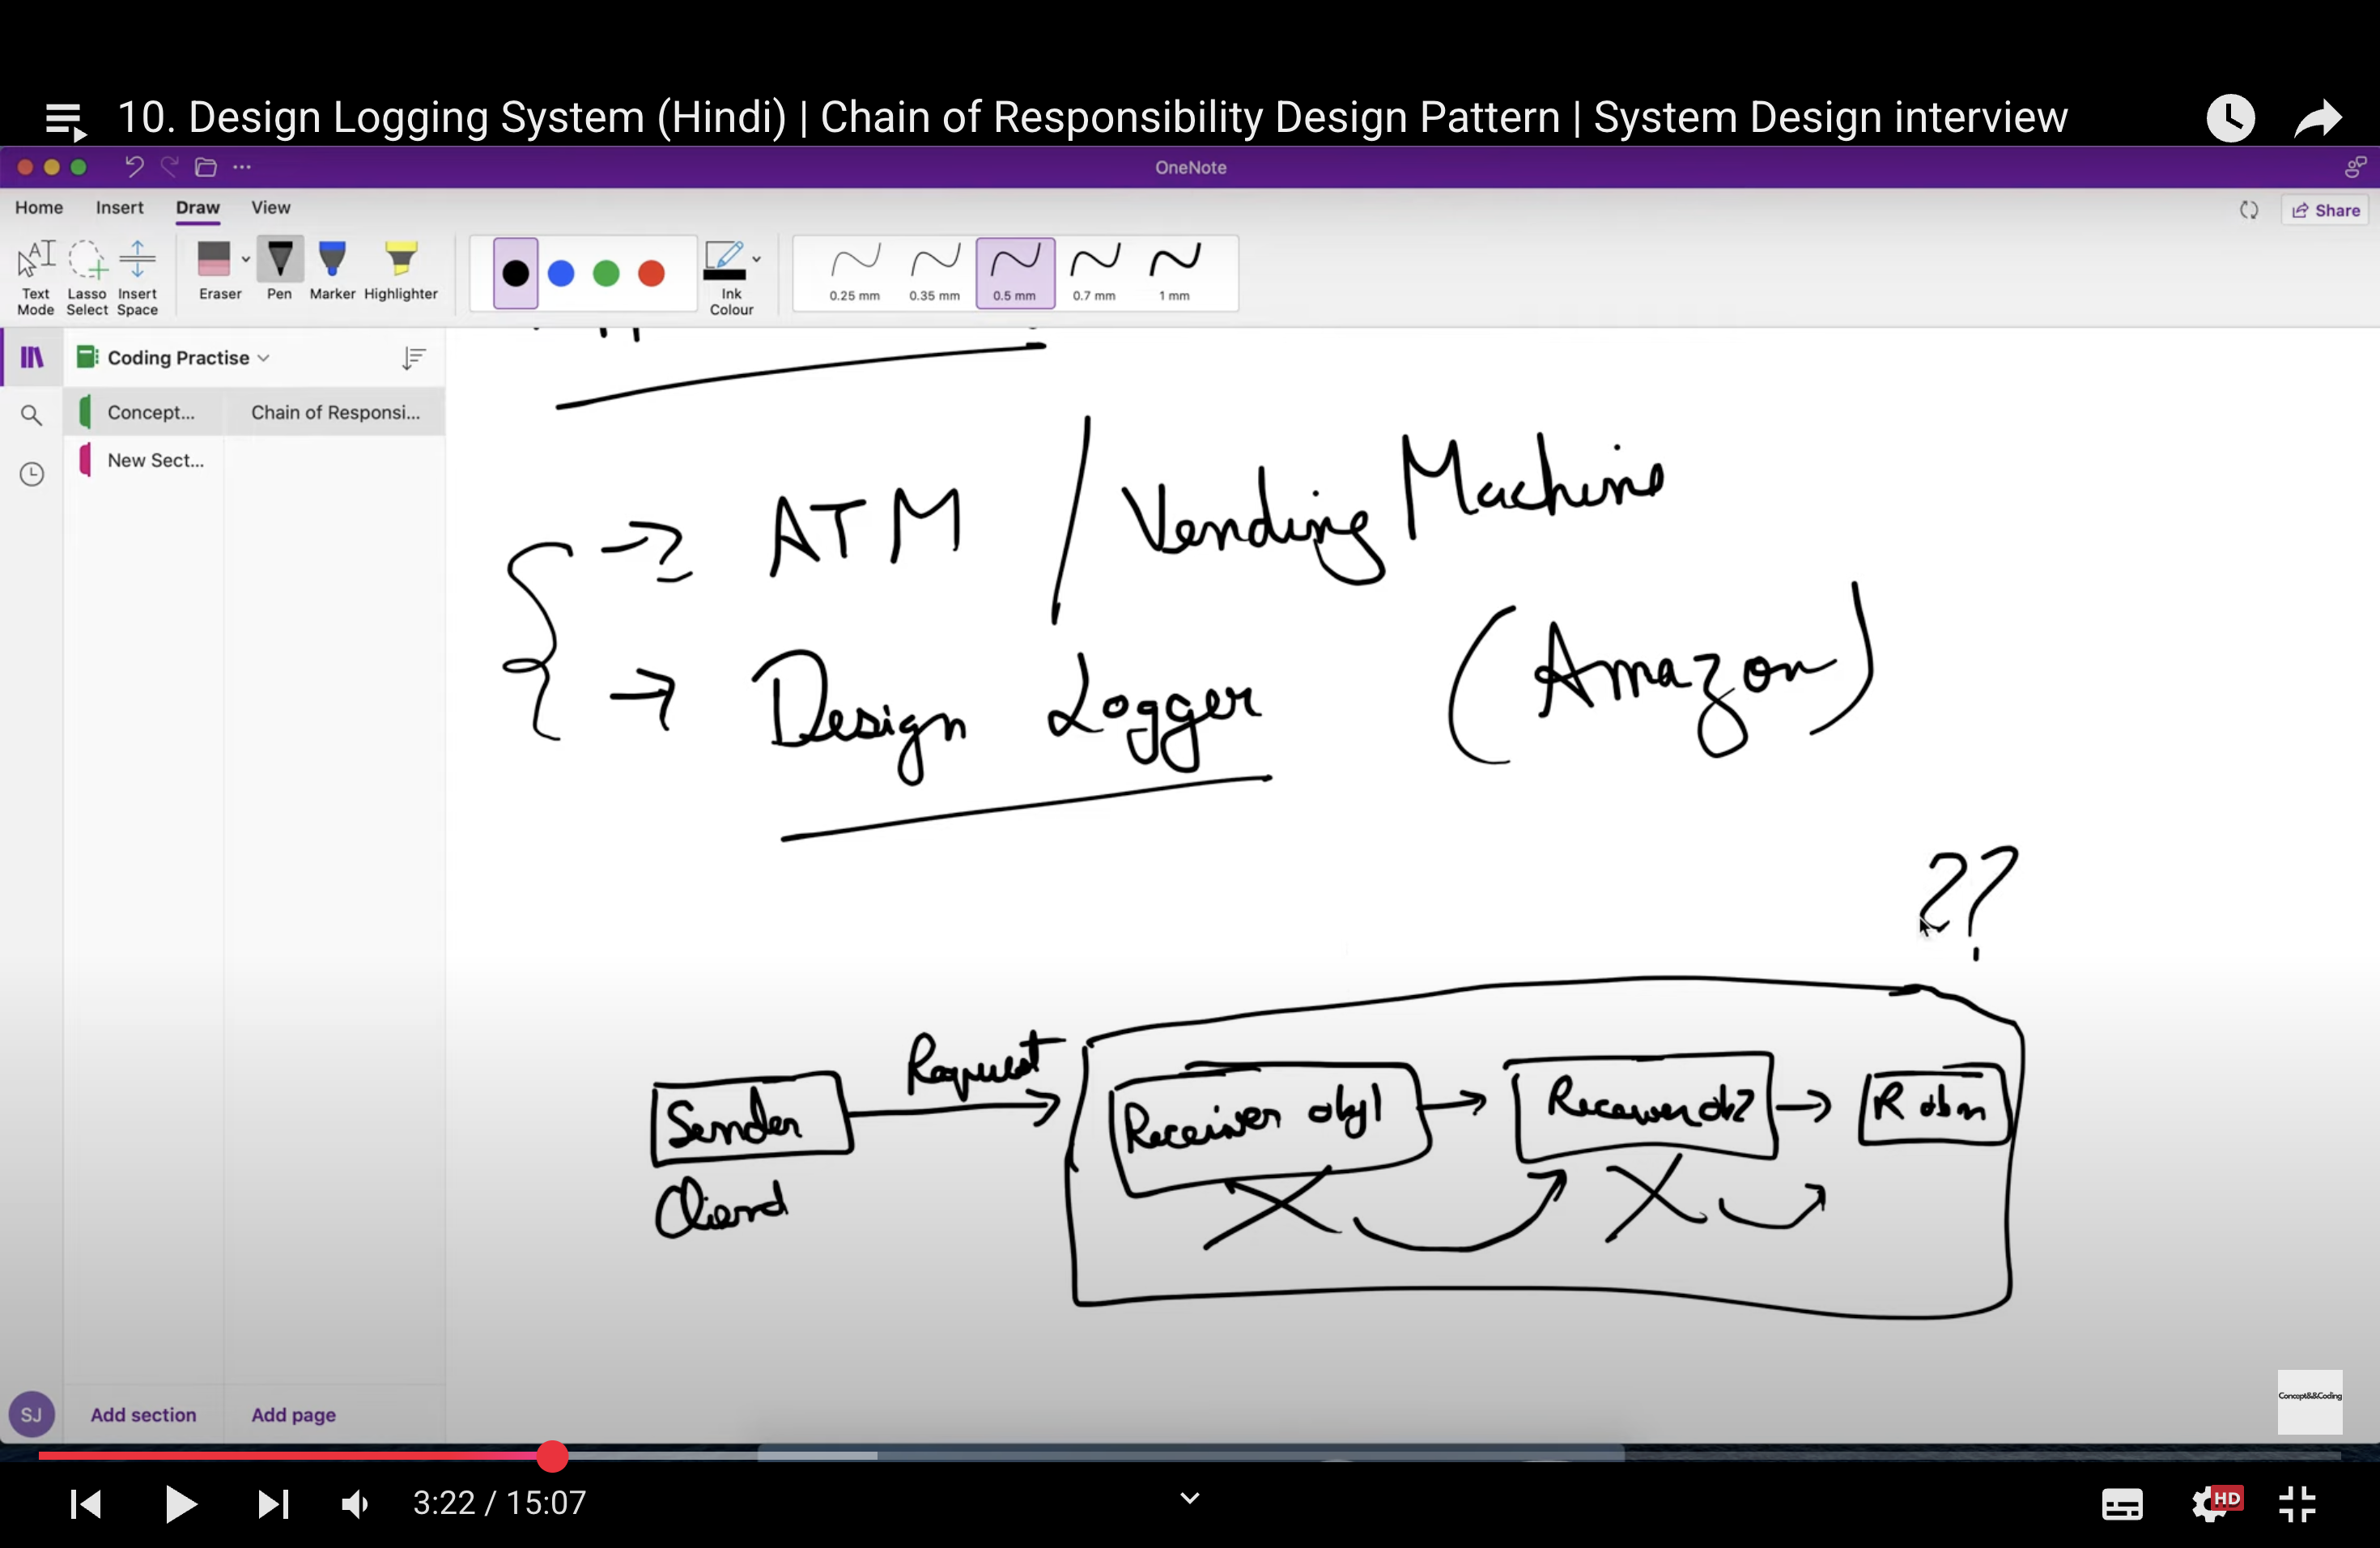 10. Design Logging System (Hindi) | Chain of Responsibility Design Pattern | System Design interview
OneNote
Home Insert Draw View
Share
Text Mode
Lasso Select
Insert Space
Eraser
Pen
Marker
Highlighter
Ink Colour
0.25 mm
0.35 mm
0.5 mm
0.7 mm
1 mm
Coding Practise
Concept... Chain of Responsi...
New Sect...
ATM / Vending Machine
Design Logger (Amazon)
??
Request
Sender
Receiver obj1
Receiver ob2
R obn
Client
SJ
Add section Add page
Concept&&Coding
3:22 / 15:07
HD